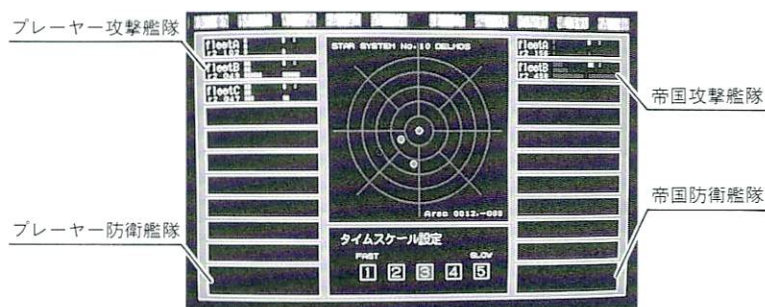 プレーヤー攻撃艦隊
プレーヤー防衛艦隊
fleetA
fleetB
fleetC
STAR SYSTEM No.10 DELMOS
タイムスケール設定
FAST SLOW
1 2 3 4 5
fleetA
fleetB
帝国攻撃艦隊
帝国防衛艦隊